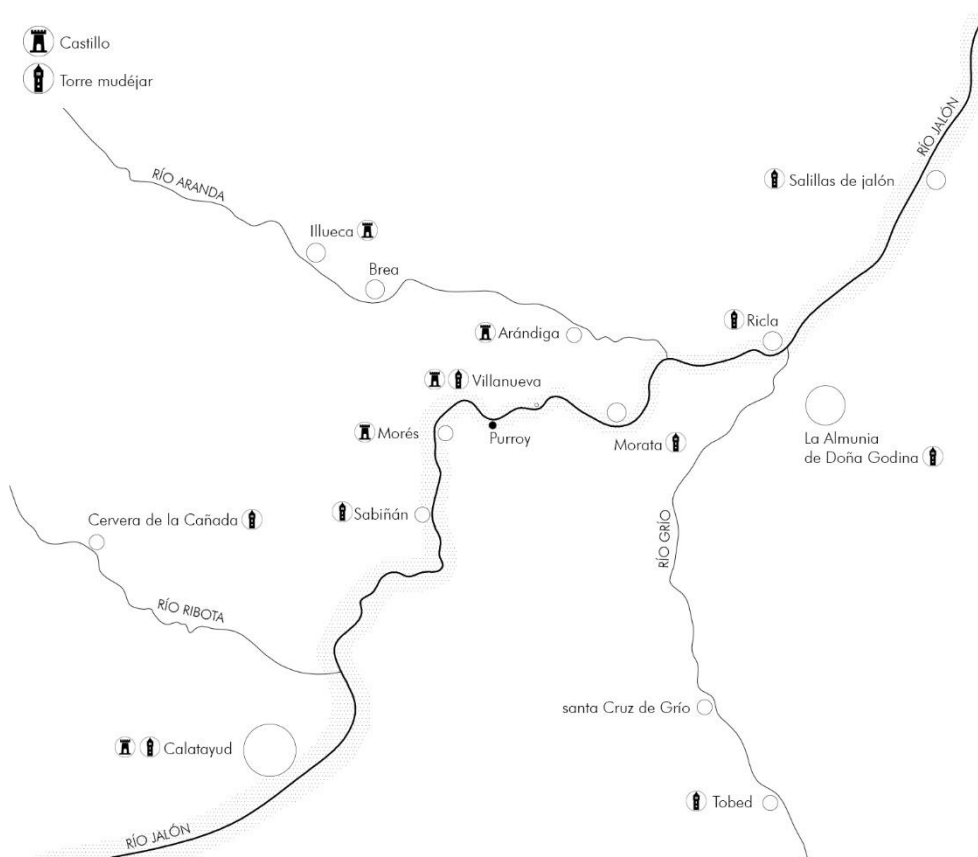 Castillo
Torre mudéjar
RÍO ARANDA
RÍO JALÓN
Salillas de jalón
Illueca
Brea
Arándiga
Ricla
Villanueva
Morés
Purroy
Morata
La Almunia
de Doña Godina
Sabiñán
Cervera de la Cañada
RÍO GRÍO
RÍO RIBOTA
santa Cruz de Grío
Calatayud
Tobed
RÍO JALÓN